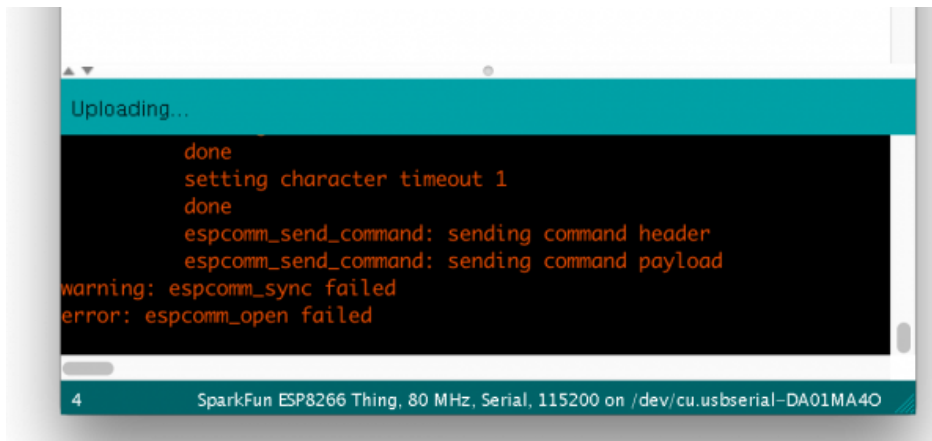 Uploading...
done
setting character timeout 1
done
espcomm_send_command: sending command header
espcomm_send_command: sending command payload
warning: espcomm_sync failed
error: espcomm_open failed
4 SparkFun ESP8266 Thing, 80 MHz, Serial, 115200 on /dev/cu.usbserial-DA01MA4O